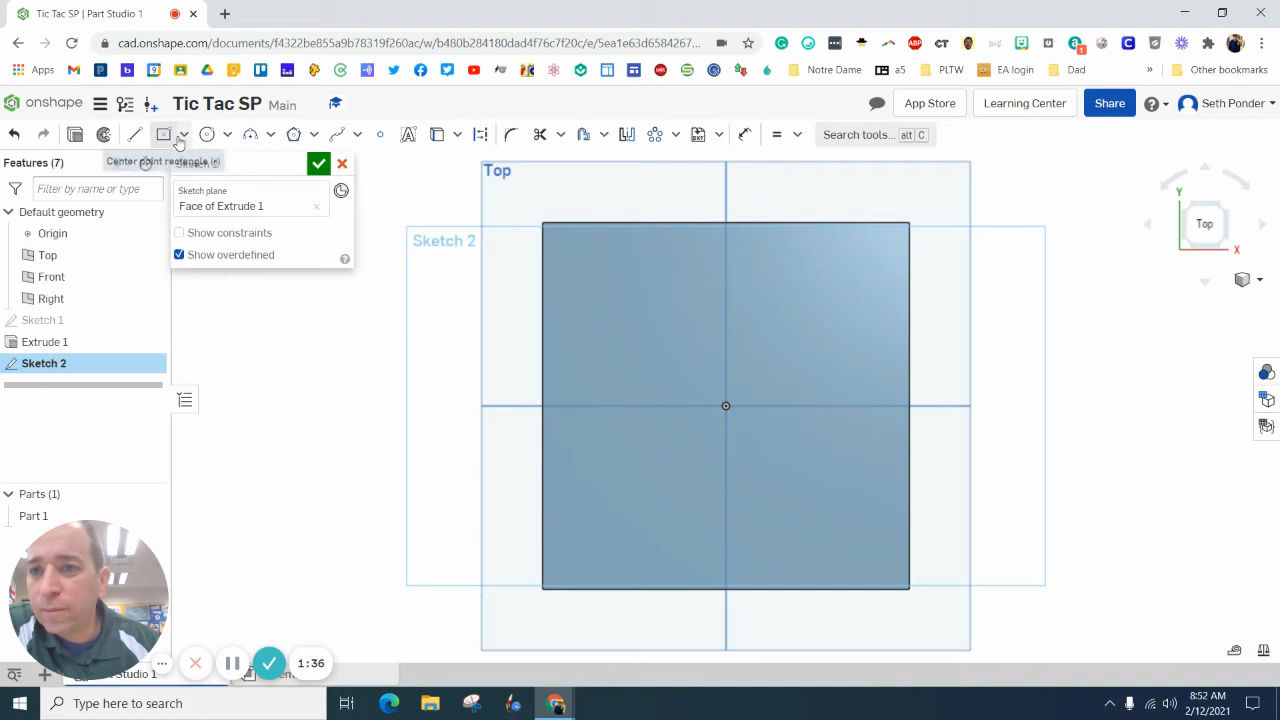 Tic Tac SP | Part Studio 1
cad.onshape.com/documents/f4322be855a9b78319f260ac/e/b480b281180dad4f76c7f20c/e/5ea1e63d6584267...
Apps
Notre Dame
a5
PLTW
EA login
Dad
Other bookmarks
onshape
Tic Tac SP Main
App Store
Learning Center
Share
Seth Ponder
Search tools... alt C
Features (7)
Center point rectangle (r)
Filter by name or type
Sketch plane
Face of Extrude 1
Show constraints
Show overdefined
Default geometry
Origin
Top
Front
Right
Sketch 1
Extrude 1
Sketch 2
Top
Sketch 2
Y
Top
X
Parts (1)
Part 1
1:36
Type here to search
8:52 AM
2/12/2021